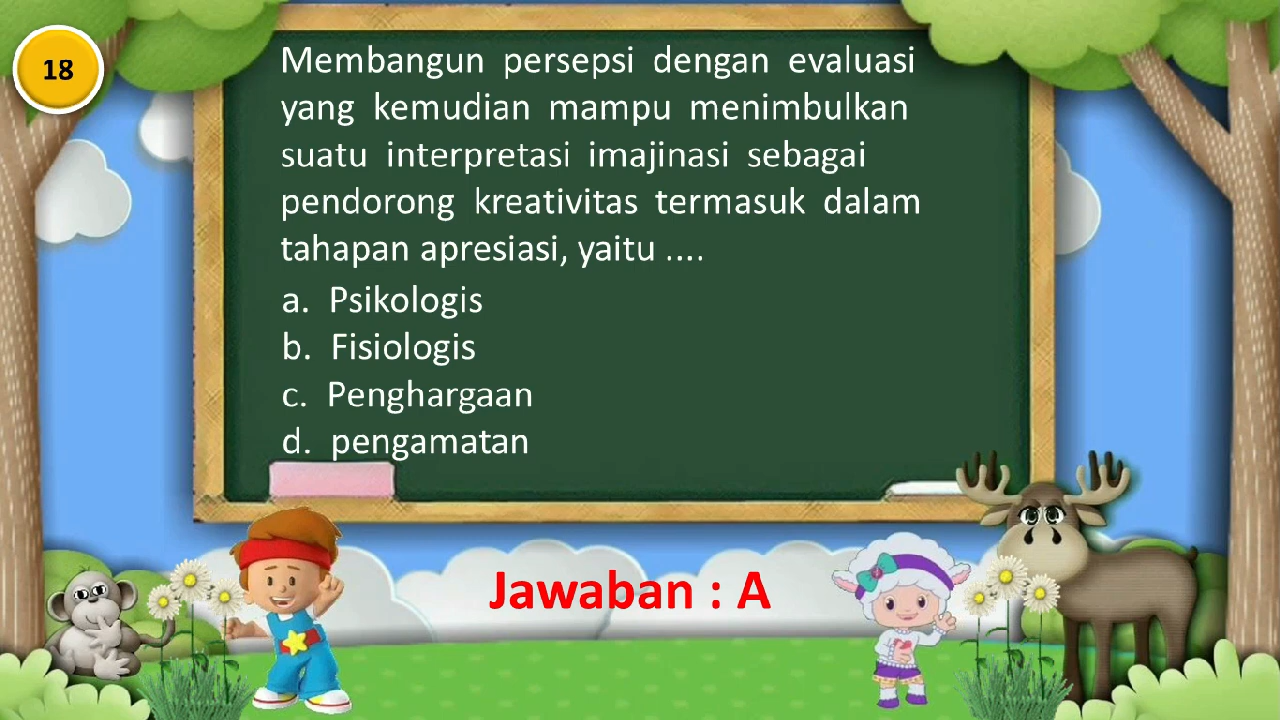 18
Membangun persepsi dengan evaluasi
yang kemudian mampu menimbulkan
suatu interpretasi imajinasi sebagai
pendorong kreativitas termasuk dalam
tahapan apresiasi, yaitu ....
a. Psikologis
b. Fisiologis
c. Penghargaan
d. pengamatan
Jawaban : A